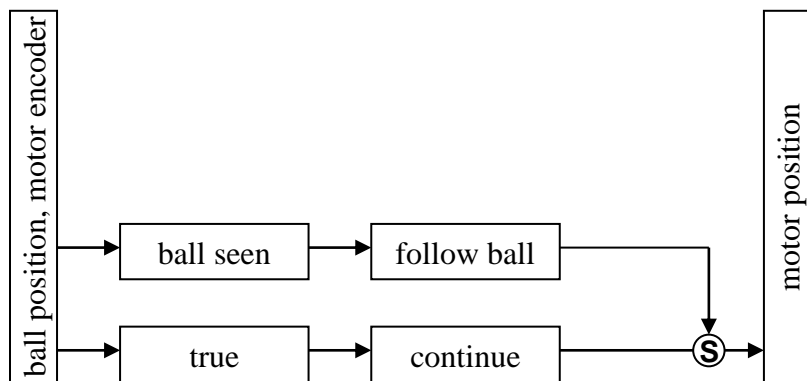 ball position, motor encoder
ball seen
follow ball
true
continue
S
motor position